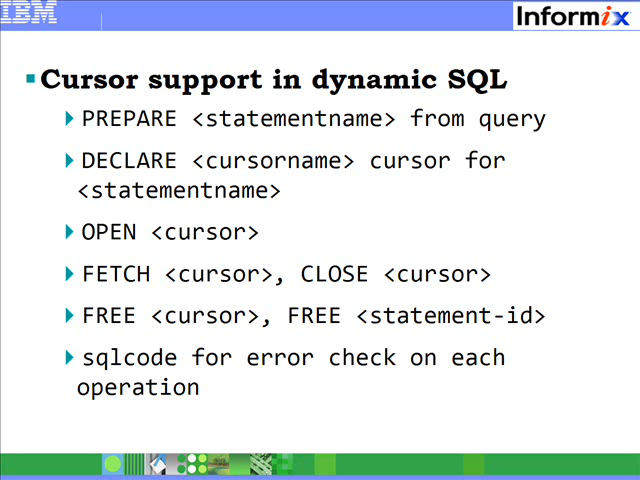 IBM
Informix
Cursor support in dynamic SQL
PREPARE <statementname> from query
DECLARE <cursorname> cursor for
<statementname>
OPEN <cursor>
FETCH <cursor>, CLOSE <cursor>
FREE <cursor>, FREE <statement-id>
sqlcode for error check on each
operation